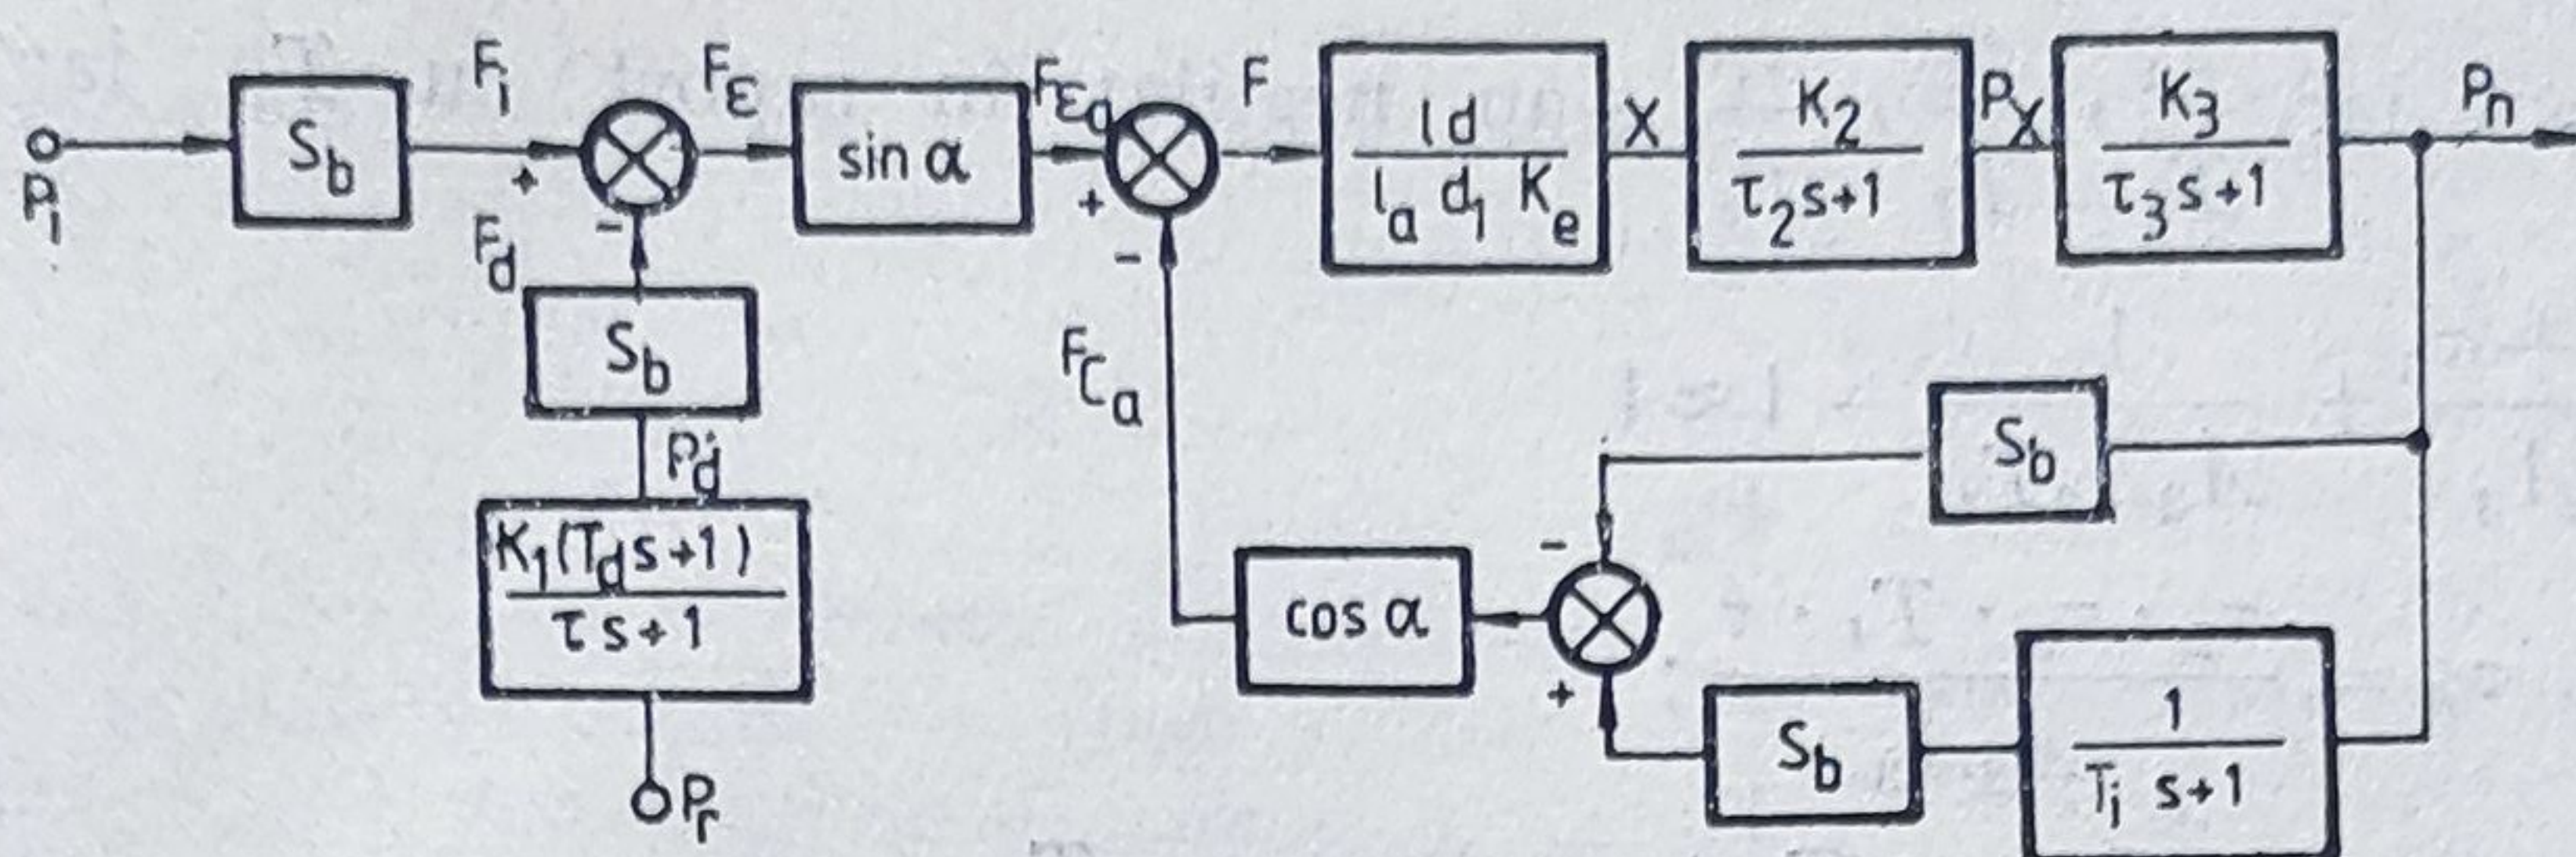 Pi
Sb
Fi
+
-
Fd
Sb
P'd
K1(Tds+1)
τs+1
Pr
Fε
sin α
Fεa
+
-
FCa
F
ld
la d1 Ke
X
K2
τ2s+1
Px
K3
τ3s+1
Pn
Sb
-
cos α
+
Sb
1
Ti s+1